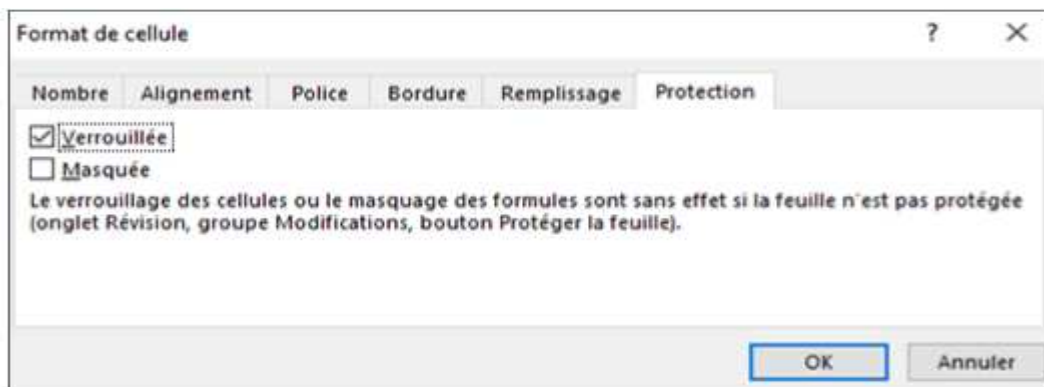 Format de cellule ? ×
Nombre Alignement Police Bordure Remplissage Protection
Verrouillée
Masquée
Le verrouillage des cellules ou le masquage des formules sont sans effet si la feuille n'est pas protégée
(onglet Révision, groupe Modifications, bouton Protéger la feuille).
OK Annuler